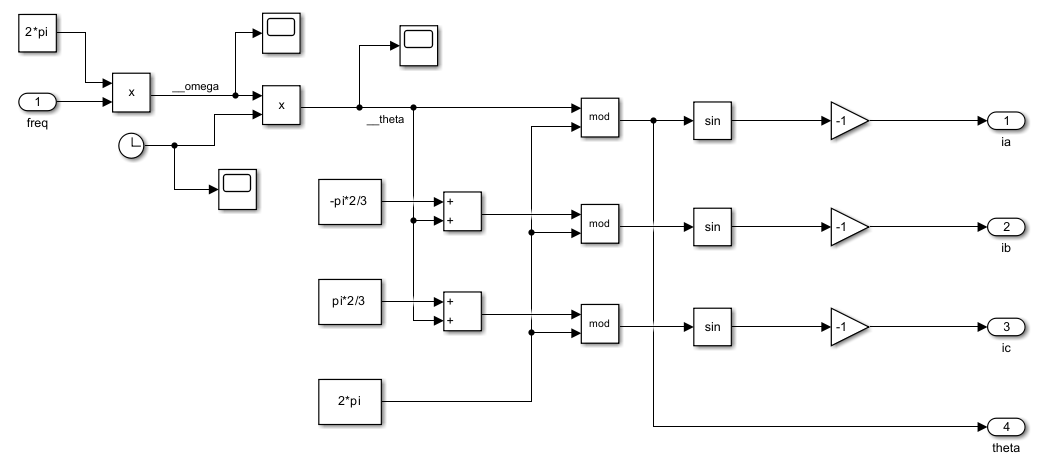 2*pi
1
freq
x
__omega
x
__theta
mod
sin
-1
1
ia
-pi*2/3
+
+
mod
sin
-1
2
ib
pi*2/3
+
+
mod
sin
-1
3
ic
2*pi
4
theta